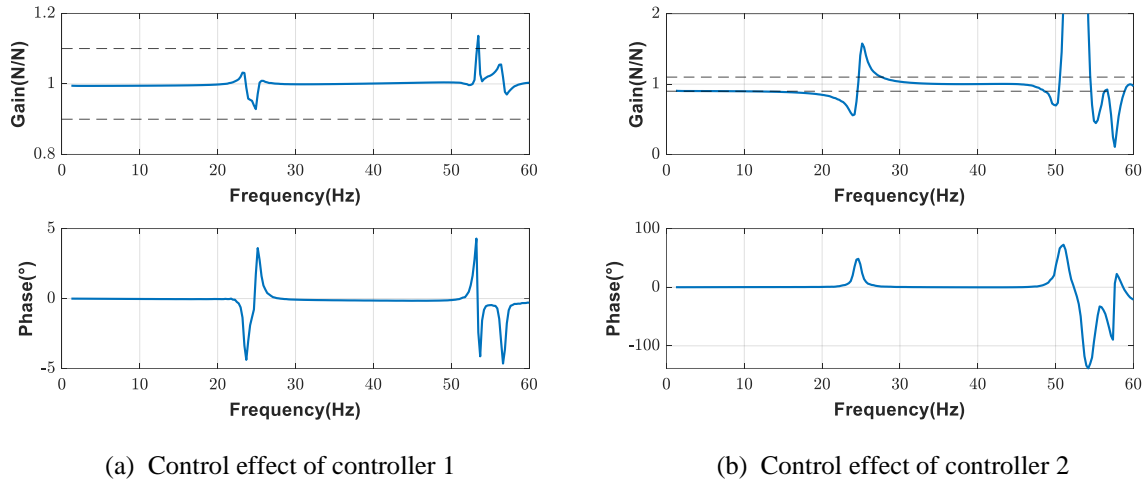 1.2
1
0.8
Gain(N/N)
0 10 20 30 40 50 60
Frequency(Hz)
5
0
-5
Phase(°)
0 10 20 30 40 50 60
Frequency(Hz)
(a) Control effect of controller 1
2
1
0
Gain(N/N)
0 10 20 30 40 50 60
Frequency(Hz)
100
0
-100
Phase(°)
0 10 20 30 40 50 60
Frequency(Hz)
(b) Control effect of controller 2